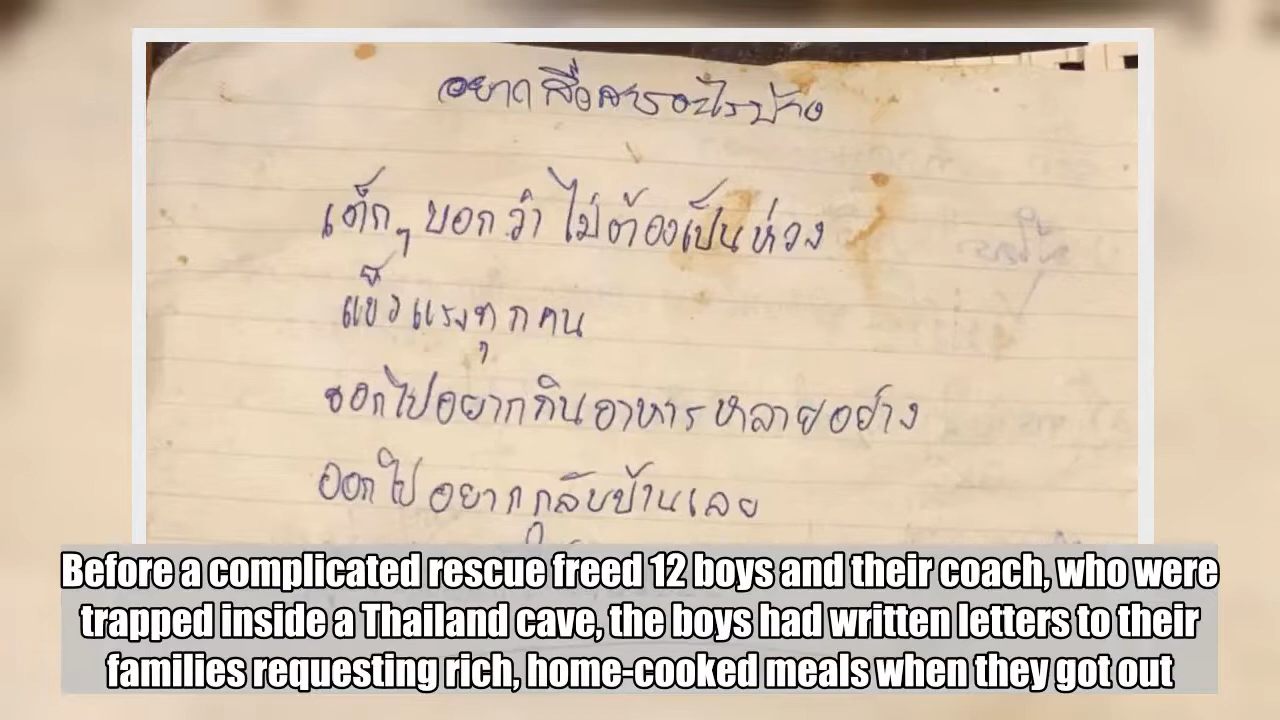 อยากสื่อสารอะไรบ้าง
เด็กๆ บอกว่า ไม่ต้องเป็นห่วง
แข็งแรงทุกคน
ออกไปอยากกินอาหารหลายอย่าง
ออกไปอยากกลับบ้านเลย
Before a complicated rescue freed 12 boys and their coach, who were
trapped inside a Thailand cave, the boys had written letters to their
families requesting rich, home-cooked meals when they got out